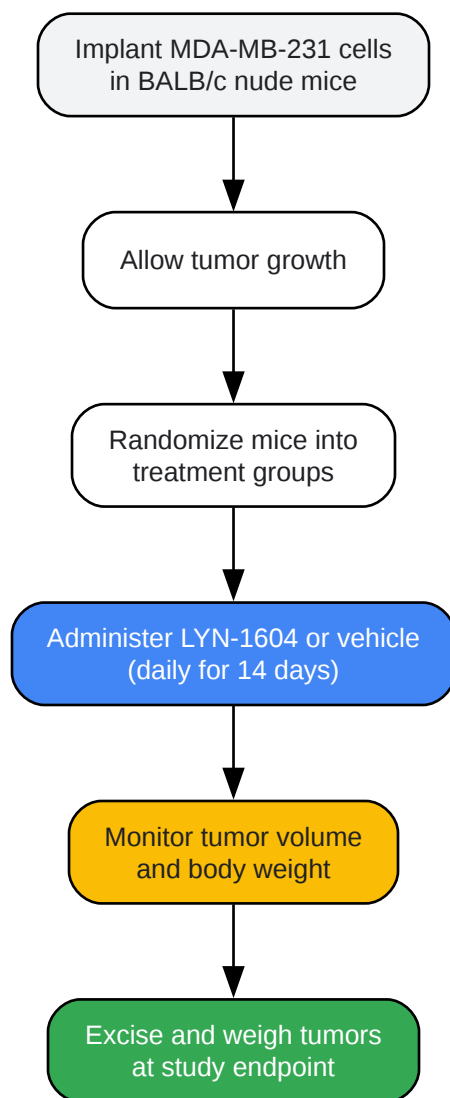 Implant MDA-MB-231 cells
in BALB/c nude mice
Allow tumor growth
Randomize mice into
treatment groups
Administer LYN-1604 or vehicle
(daily for 14 days)
Monitor tumor volume
and body weight
Excise and weigh tumors
at study endpoint